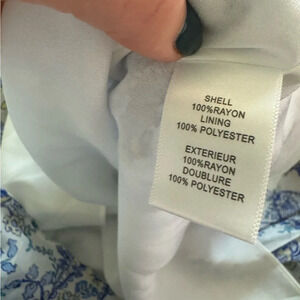 SHELL
100%RAYON
LINING
100% POLYESTER
EXTERIEUR
100%RAYON
DOUBLURE
100% POLYESTER